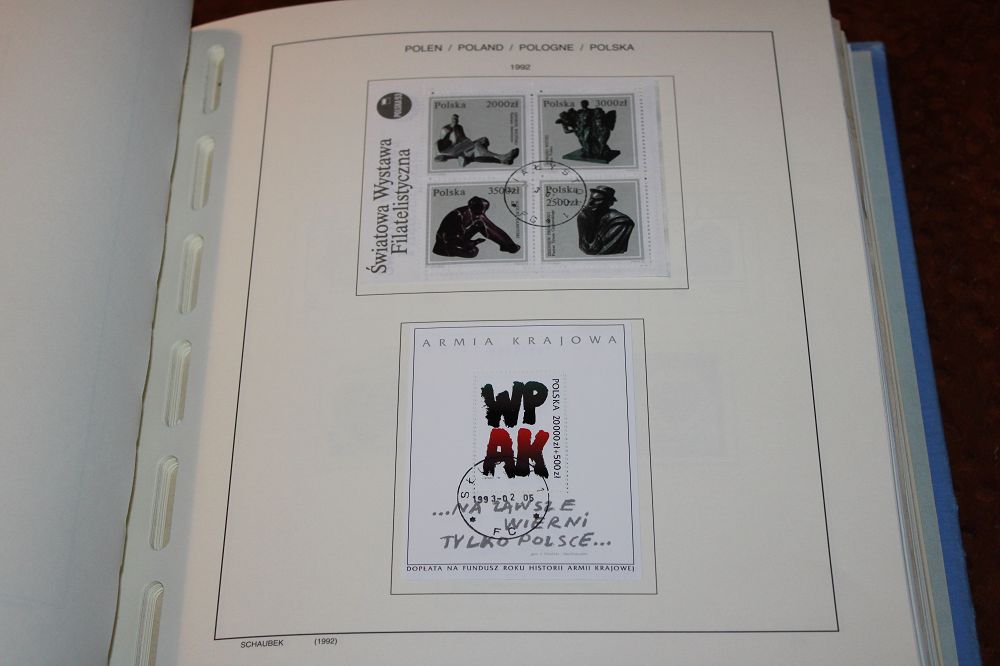 POLEN / POLAND / POLOGNE / POLSKA
1992
Światowa Wystawa
Filatelistyczna
Polska 2000zł
Polska 3000zł
Polska 3500zł
Polska
2500zł
ARMIA KRAJOWA
WP
AK
POLSKA 20000zł+500zł
1993-02 05
FC
...NA ZAWSZE
WIERNI
TYLKO POLSCE...
DOPŁATA NA FUNDUSZ ROKU HISTORII ARMII KRAJOWEJ
SCHAUBEK (1992)